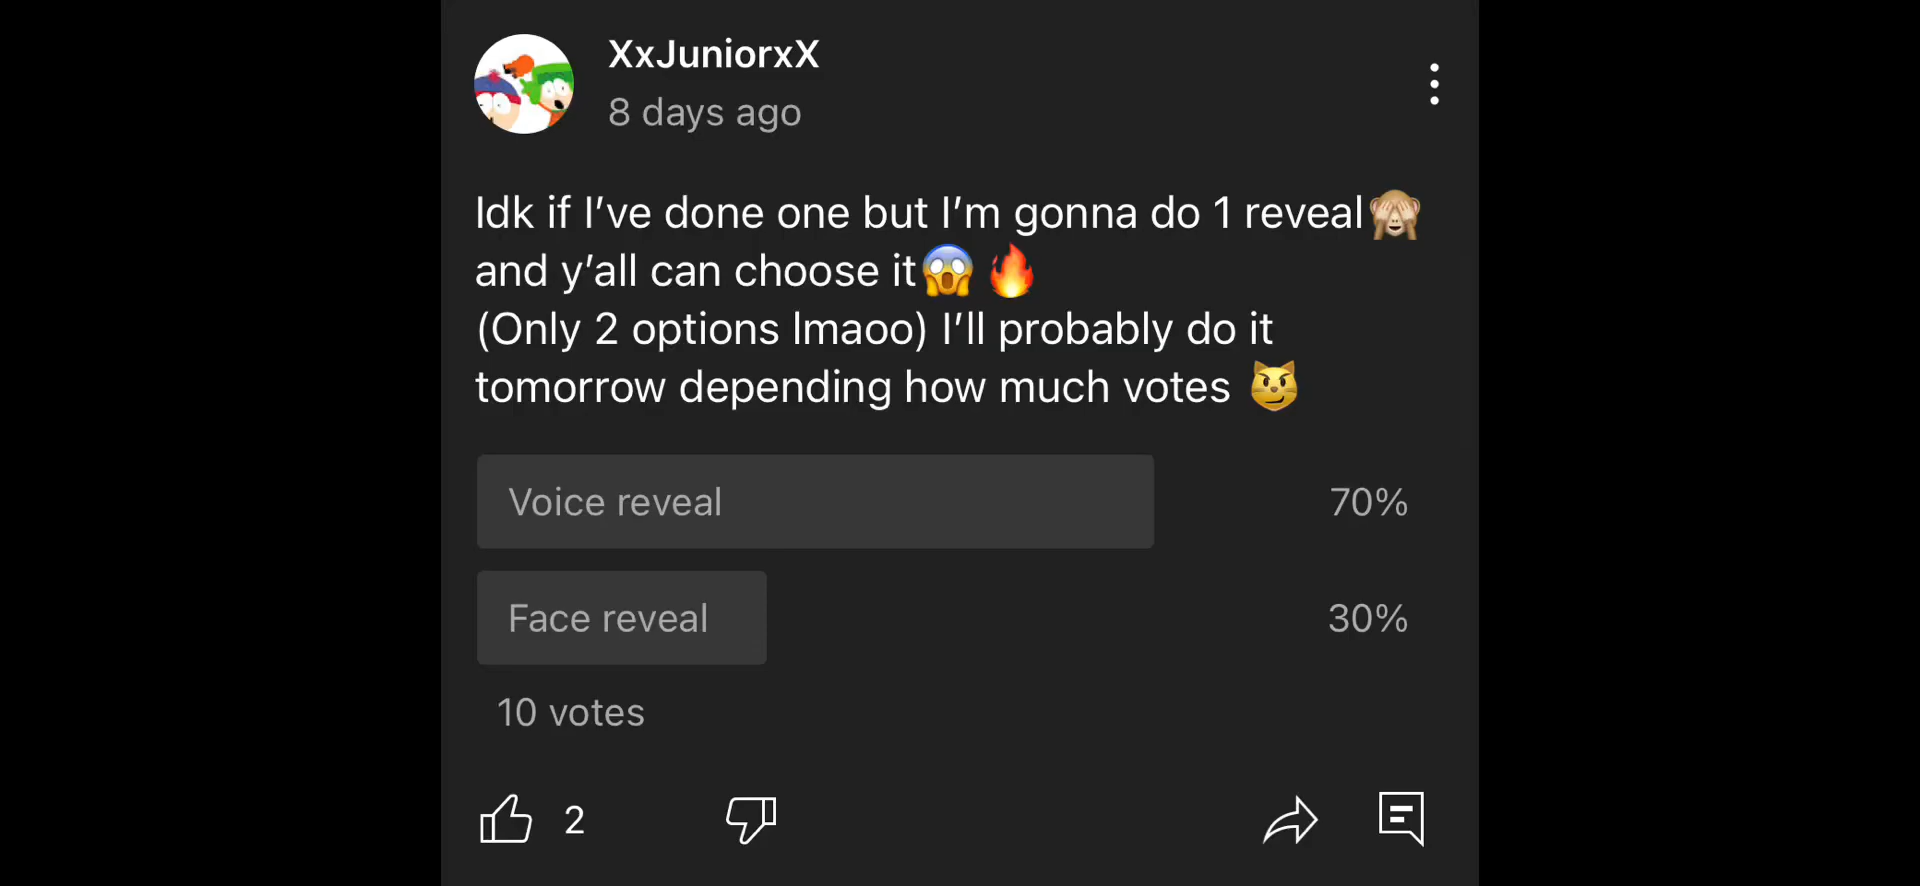 XxJuniorxX
8 days ago
Idk if I’ve done one but I’m gonna do 1 reveal🙈
and y’all can choose it😱 🔥
(Only 2 options lmaoo) I’ll probably do it
tomorrow depending how much votes 😼
Voice reveal 70%
Face reveal 30%
10 votes
2